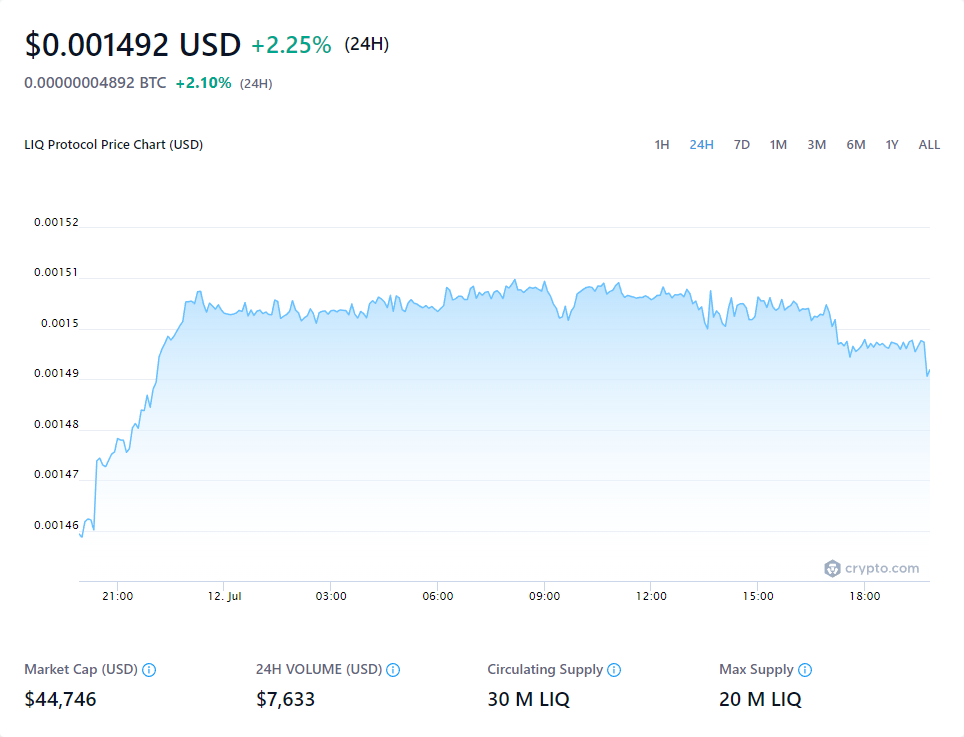 $0.001492 USD +2.25% (24H)
0.00000004892 BTC +2.10% (24H)
LIQ Protocol Price Chart (USD) 1H 24H 7D 1M 3M 6M 1Y ALL
0.00152
0.00151
0.0015
0.00149
0.00148
0.00147
0.00146
crypto.com
21:00 12. Jul 03:00 06:00 09:00 12:00 15:00 18:00
Market Cap (USD) 24H VOLUME (USD) Circulating Supply Max Supply
$44,746 $7,633 30 M LIQ 20 M LIQ